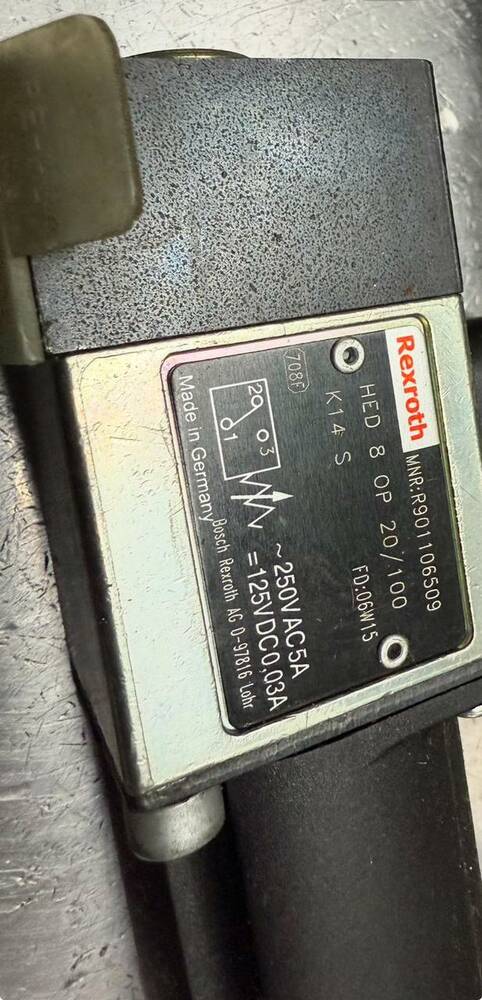 Rexroth
MNR:R901106509
HED 8 OP 20/100
K14 S
FD:06W15
708F
2
3
1
~250VAC5A
=125VDC0,03A
Bosch Rexroth AG D-97816 Lohr
Made in Germany